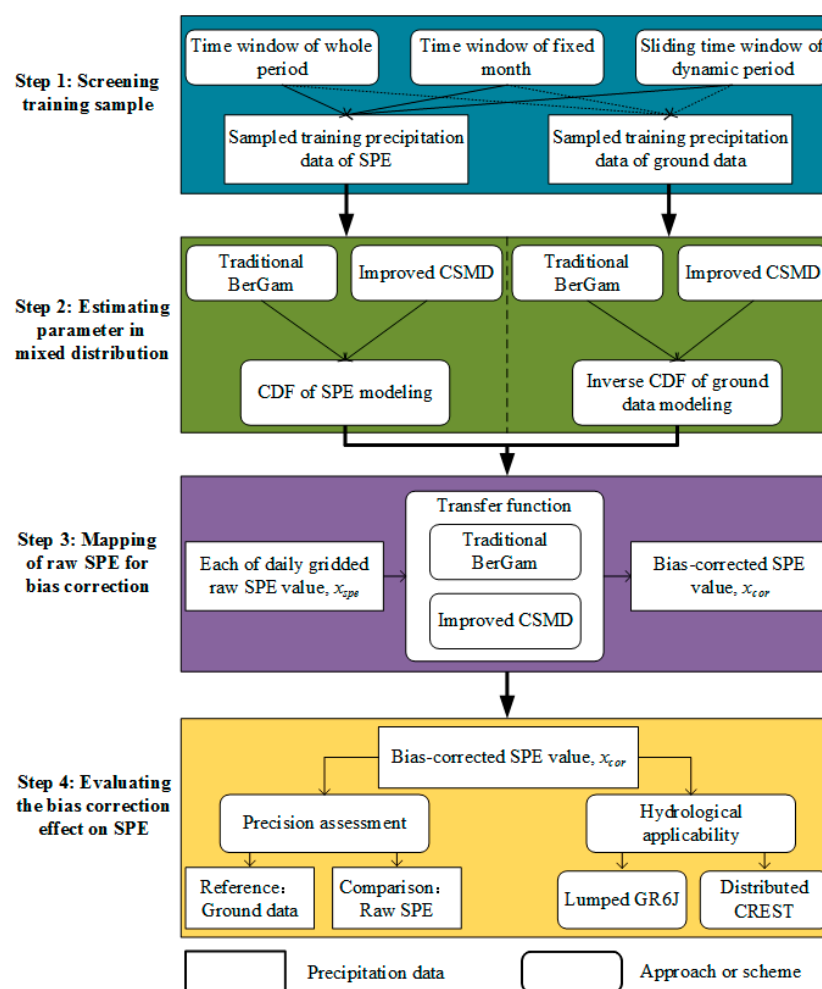 Time window of whole
period
Time window of fixed
month
Sliding time window of
dynamic period
Step 1: Screening
training sample
Sampled training precipitation
data of SPE
Sampled training precipitation
data of ground data
Traditional
BerGam
Improved CSMD
Traditional
BerGam
Improved CSMD
Step 2: Estimating
parameter in
mixed distribution
CDF of SPE modeling
Inverse CDF of ground
data modeling
Step 3: Mapping
of raw SPE for
bias correction
Each of daily gridded
raw SPE value, xspe
Transfer function
Traditional
BerGam
Improved CSMD
Bias-corrected SPE
value, xcor
Step 4: Evaluating
the bias correction
effect on SPE
Bias-corrected SPE value, xcor
Precision assessment
Hydrological
applicability
Reference：
Ground data
Comparison：
Raw SPE
Lumped GR6J
Distributed
CREST
Precipitation data
Approach or scheme